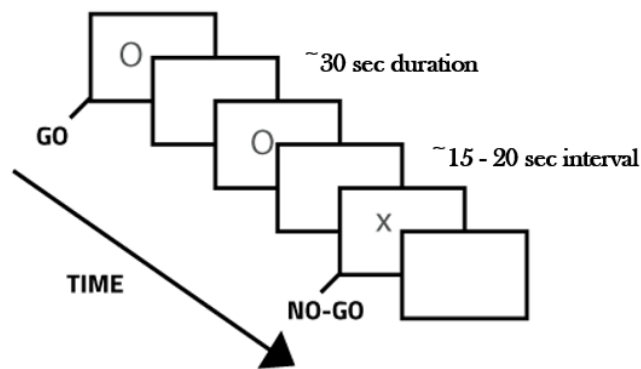 O
~30 sec duration
GO
O
~15 - 20 sec interval
x
TIME
NO-GO